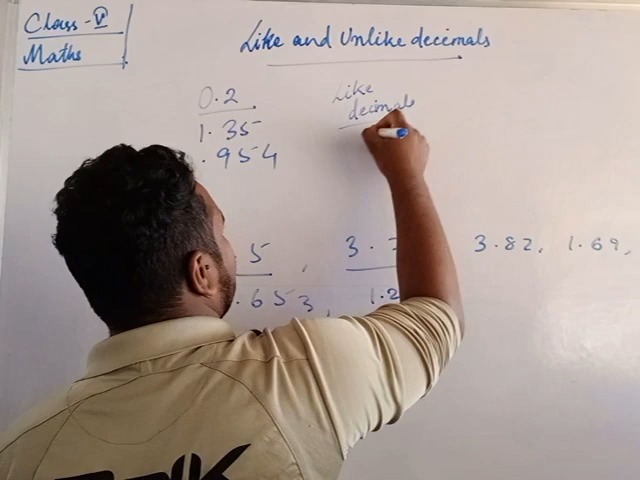 Class - V
Maths
Like and Unlike decimals
0.2
1.35
.954
Like
decimals
5 , 3.
3.82, 1.69,
.653, 1.2